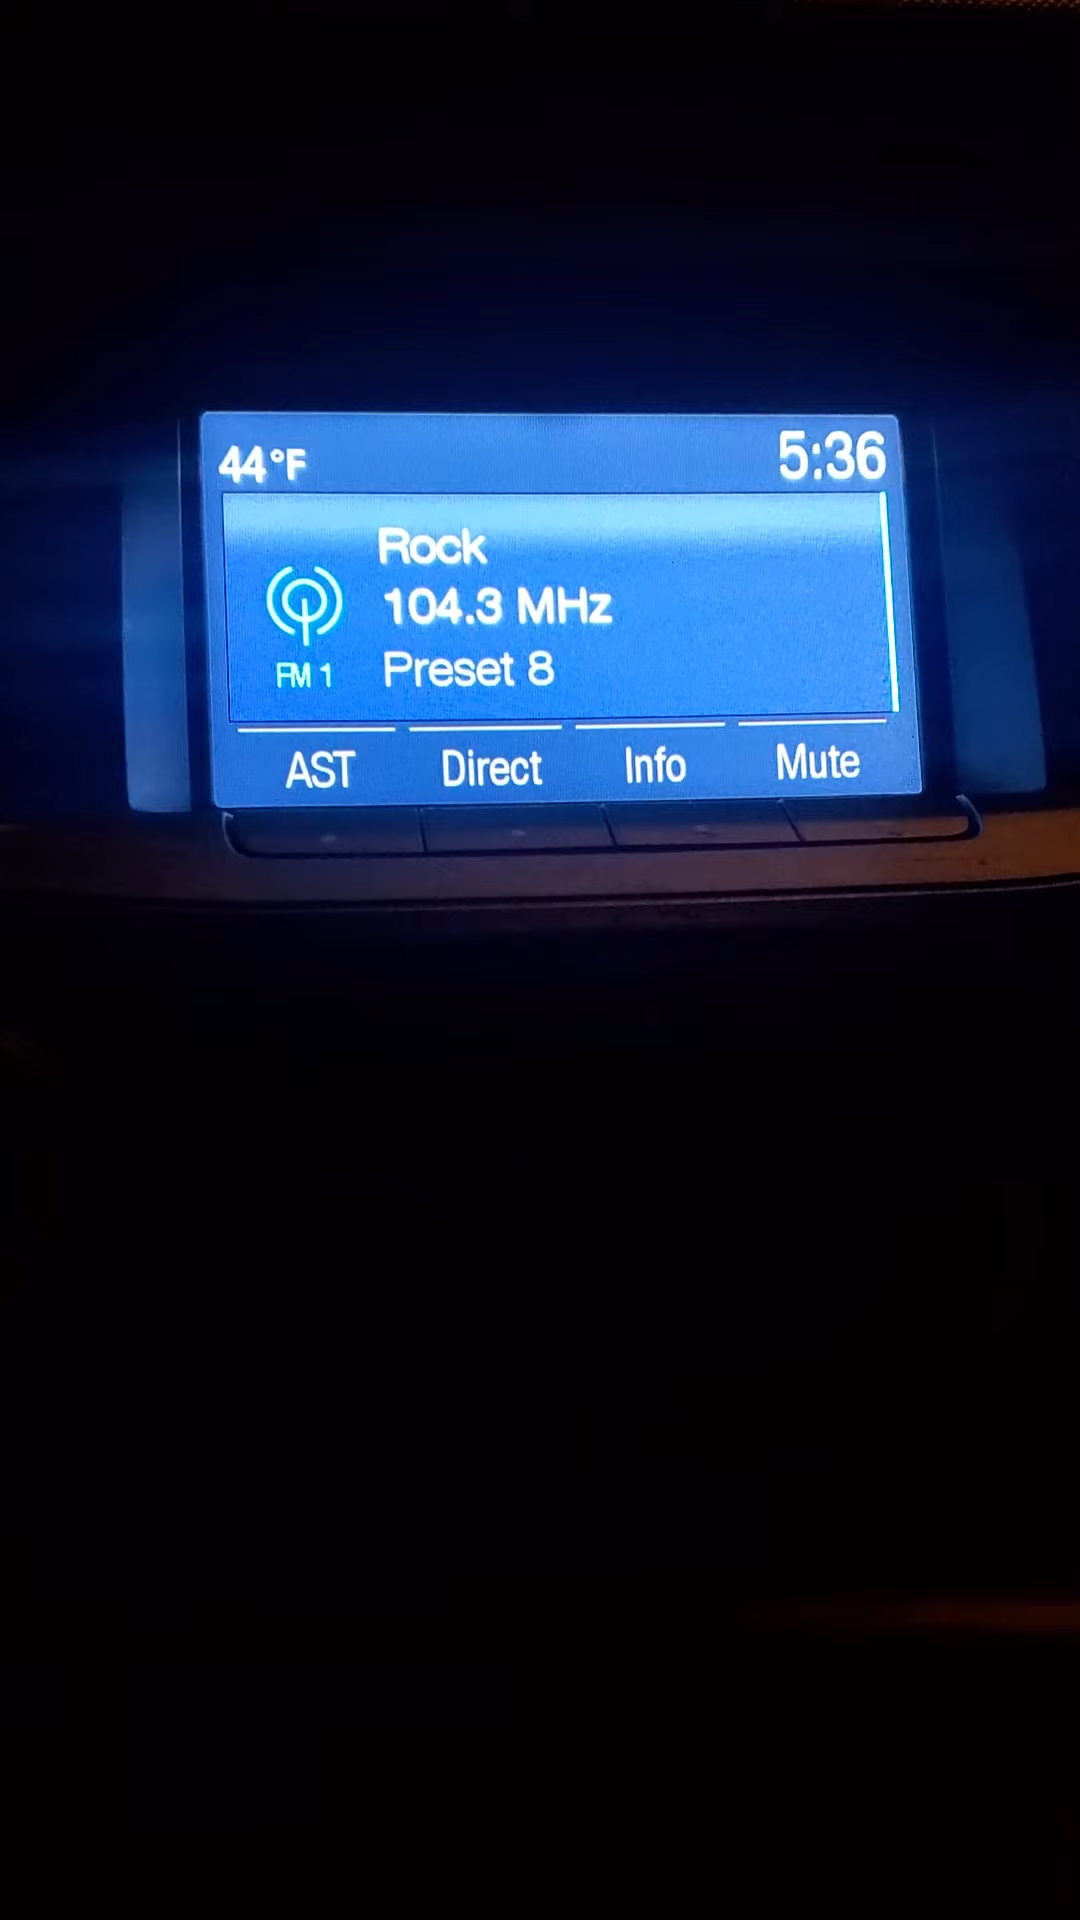 44°F 5:36
Rock
104.3 MHz
FM 1 Preset 8
AST Direct Info Mute